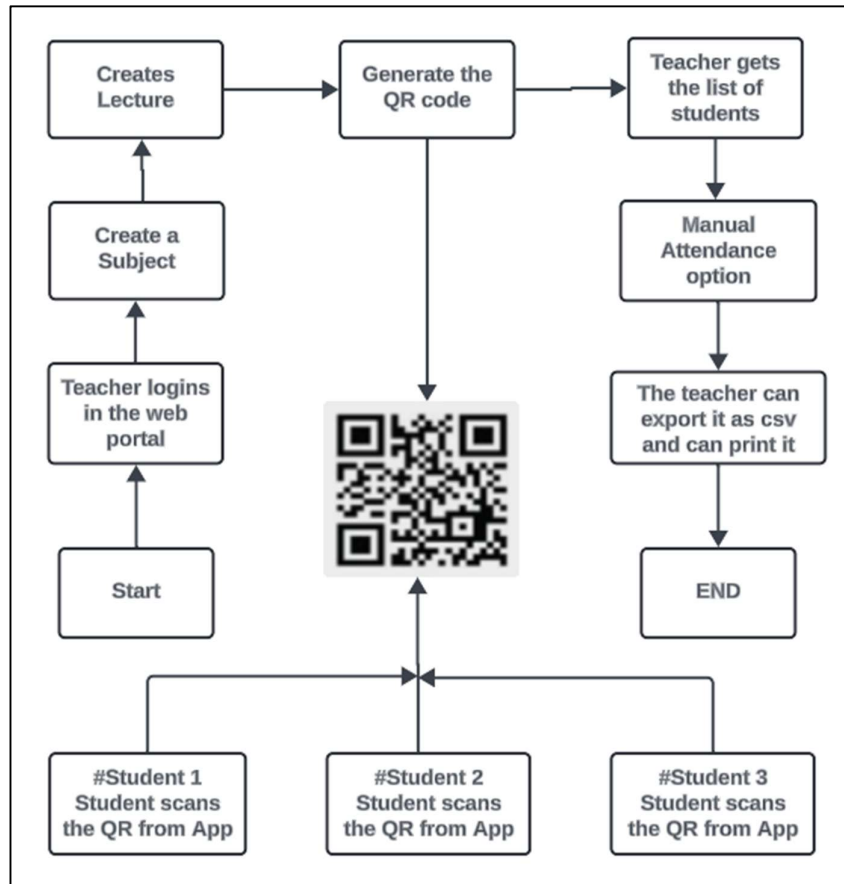 Creates
Lecture
Generate the
QR code
Teacher gets
the list of
students
Create a
Subject
Manual
Attendance
option
Teacher logins
in the web
portal
The teacher can
export it as csv
and can print it
Start
END
#Student 1
Student scans
the QR from App
#Student 2
Student scans
the QR from App
#Student 3
Student scans
the QR from App